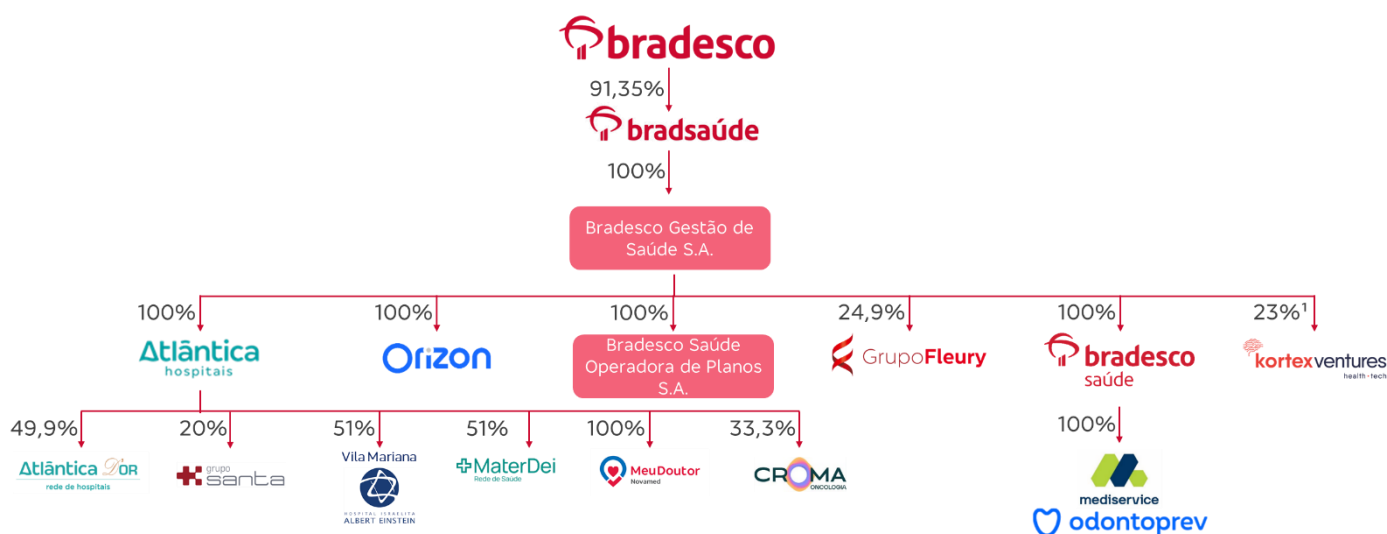 bradesco
91,35%
bradsaúde
100%
Bradesco Gestão de
Saúde S.A.
100%
100%
100%
24,9%
100%
23%¹
Atlântica
hospitais
Orizon
Bradesco Saúde
Operadora de Planos
S.A.
GrupoFleury
bradesco
saúde
kortexventures
health-tech
49,9%
20%
51%
51%
100%
33,3%
100%
Atlântica D'OR
rede de hospitais
grupo
santa
Vila Mariana
HOSPITAL ISRAELITA
ALBERT EINSTEIN
MaterDei
Rede de Saúde
MeuDoutor
Novamed
CROMA
ONCOLOGIA
mediservice
odontoprev